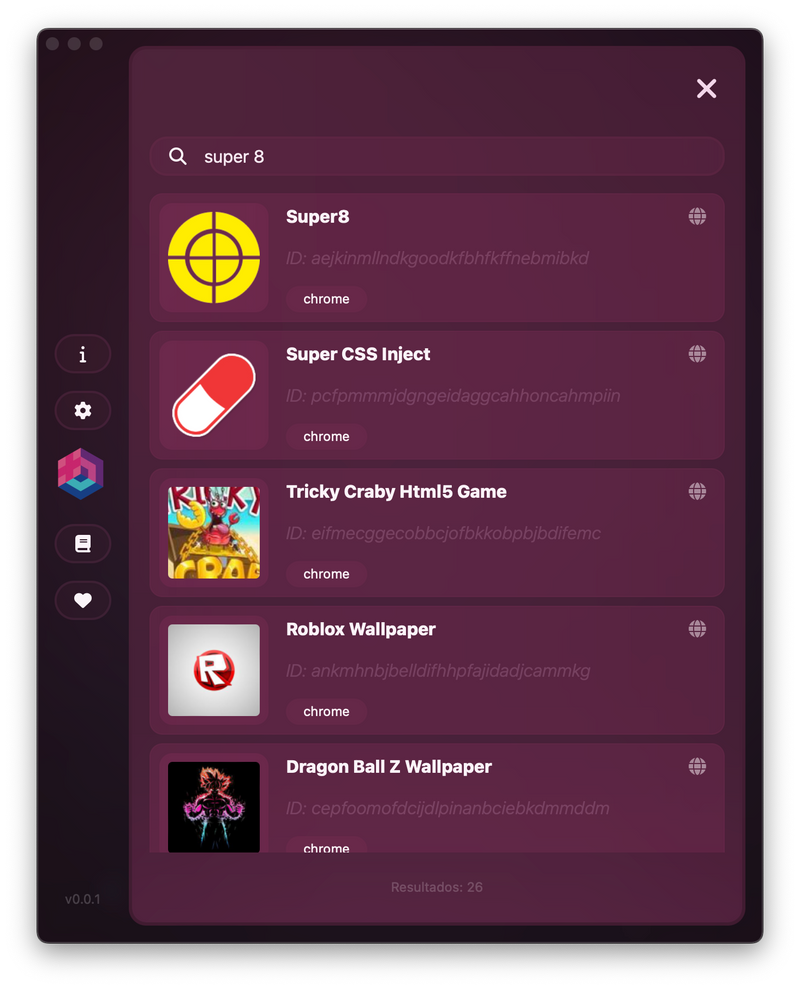 super 8
Super8
ID: aejkinmllndkgoodkfbhfkffnebmibkd
chrome
Super CSS Inject
ID: pcfpmmmjdgngeidaggcahhoncahmpiin
chrome
Tricky Craby Html5 Game
ID: eifmecggecobbcjofbkkobpbjbdifemc
chrome
Roblox Wallpaper
ID: ankmhnbjbelldifhhpfajidadjcammkg
chrome
Dragon Ball Z Wallpaper
ID: cepfoomofdcijdlpinanbciebkdmmddm
chrome
Resultados: 26
v0.0.1